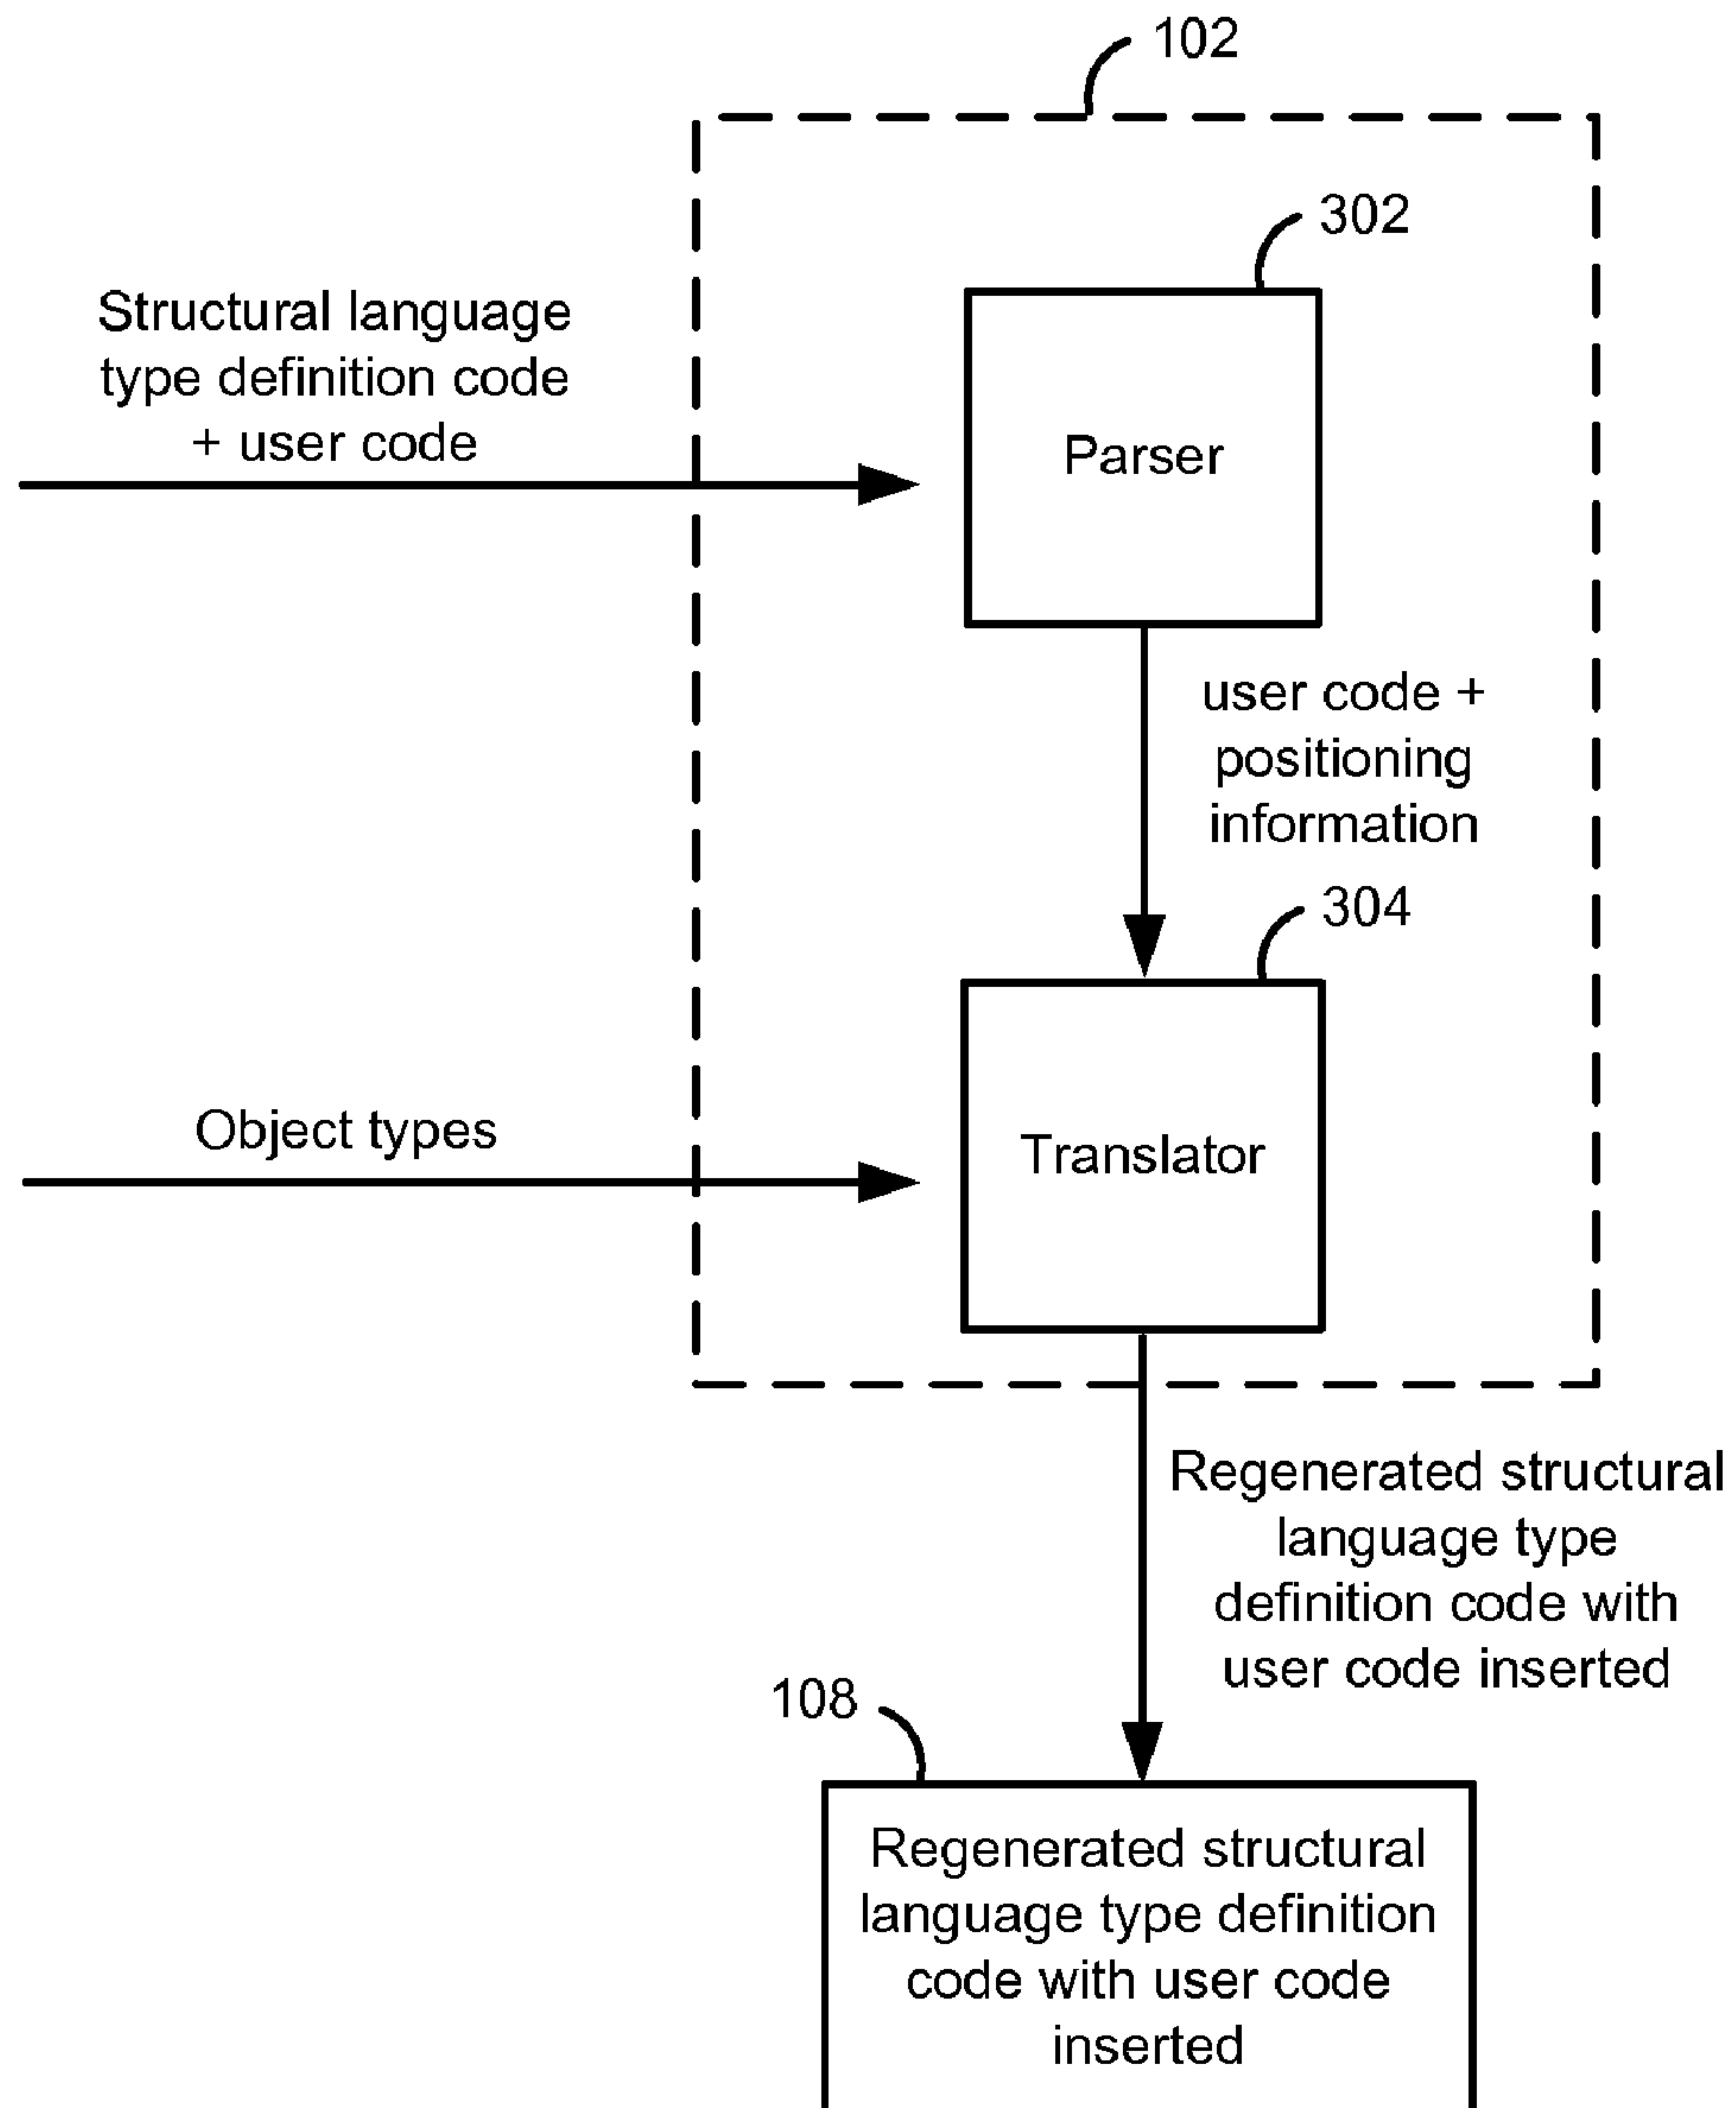 102
302
Structural language
type definition code
+ user code
Parser
user code +
positioning
information
304
Object types
Translator
Regenerated structural
language type
definition code with
user code inserted
108
Regenerated structural
language type definition
code with user code
inserted